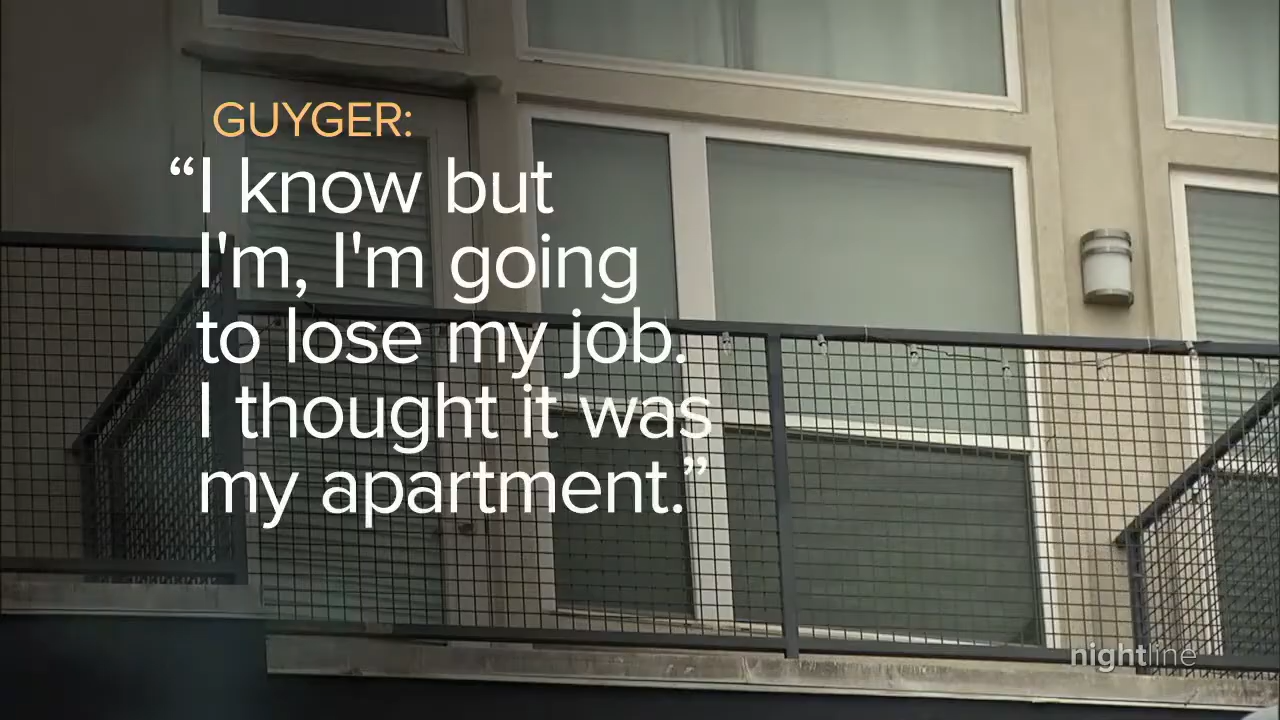 GUYGER:
“I know but
I'm, I'm going
to lose my job.
I thought it was
my apartment.”
nightline